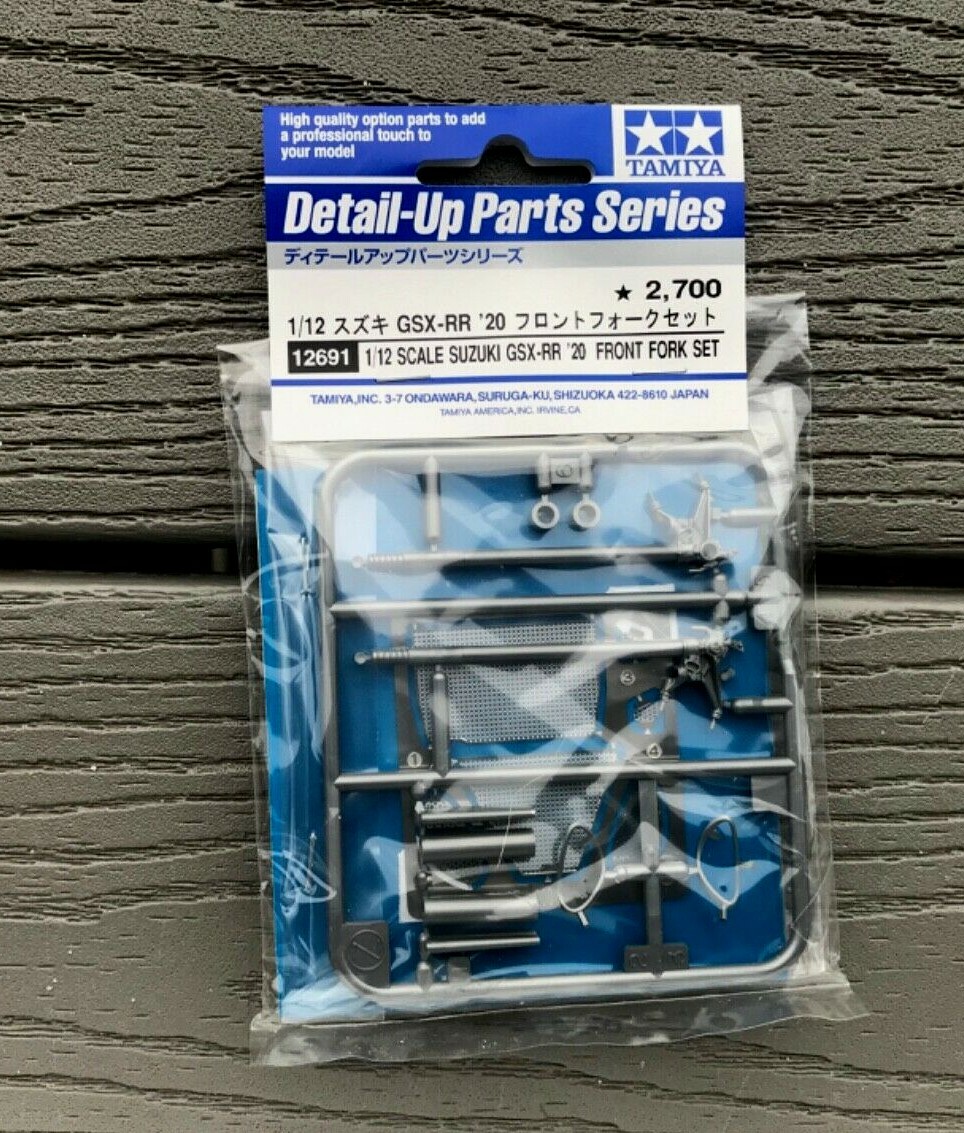 High quality option parts to add
a professional touch to
your model
TAMIYA
Detail-Up Parts Series
ディテールアップパーツシリーズ
★ 2,700
1/12 スズキ GSX-RR '20 フロントフォークセット
12691 1/12 SCALE SUZUKI GSX-RR '20 FRONT FORK SET
TAMIYA,INC. 3-7 ONDAWARA,SURUGA-KU,SHIZUOKA 422-8610 JAPAN
TAMIYA AMERICA,INC. IRVINE,CA
3
1
4